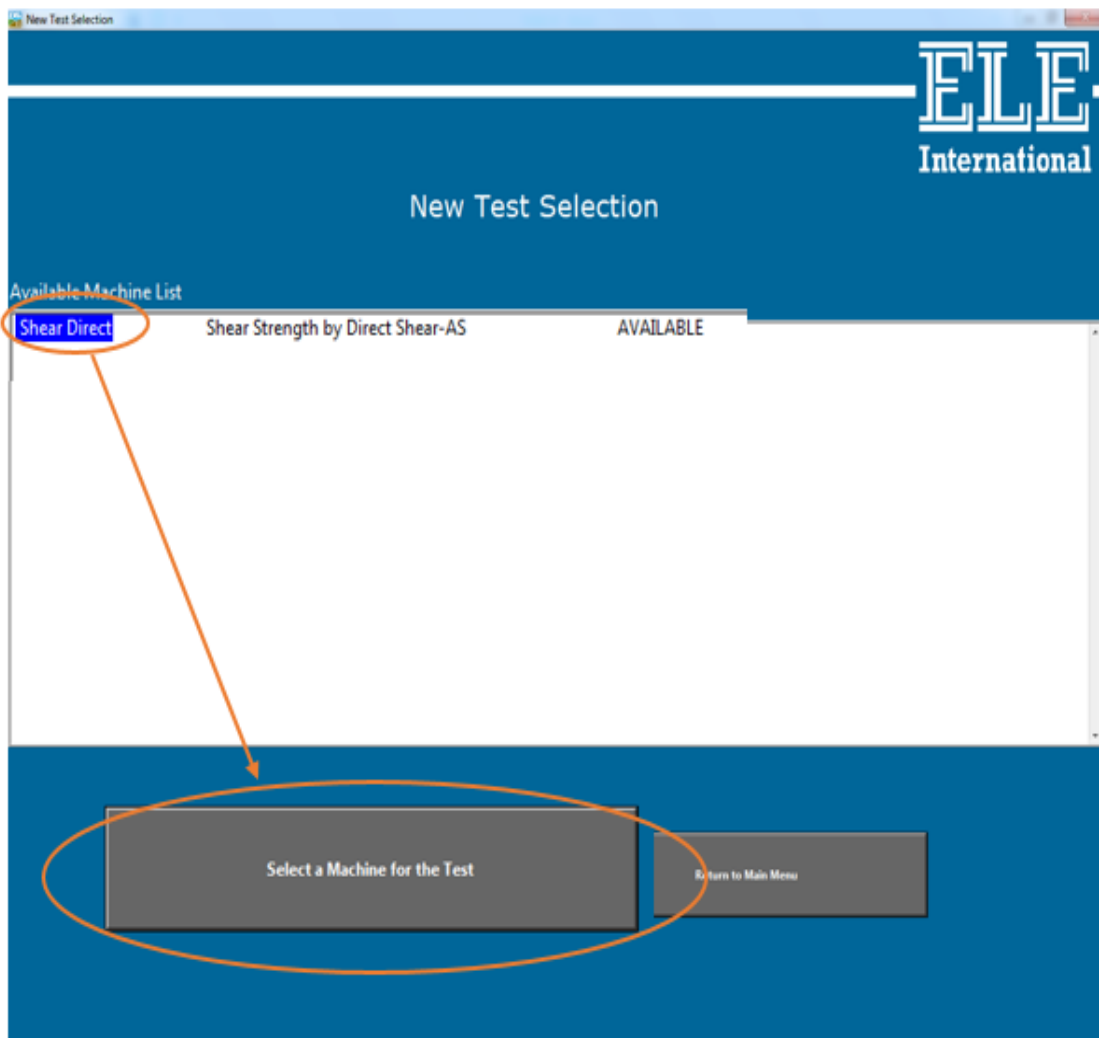 New Test Selection
ELE
International
New Test Selection
Available Machine List
Shear Direct Shear Strength by Direct Shear-AS AVAILABLE
Select a Machine for the Test
Return to Main Menu